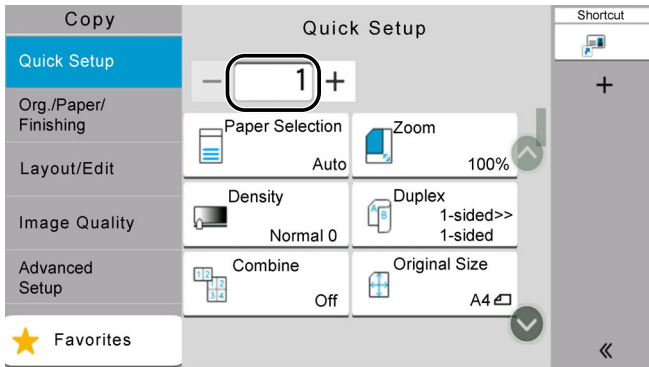 Copy
Quick Setup
Shortcut
Quick Setup
Org./Paper/
Finishing
Layout/Edit
Image Quality
Advanced
Setup
Favorites
− 1 +
Paper Selection
Auto
Zoom
100%
Density
Normal 0
Duplex
1-sided>>
1-sided
Combine
Off
Original Size
A4
+
«